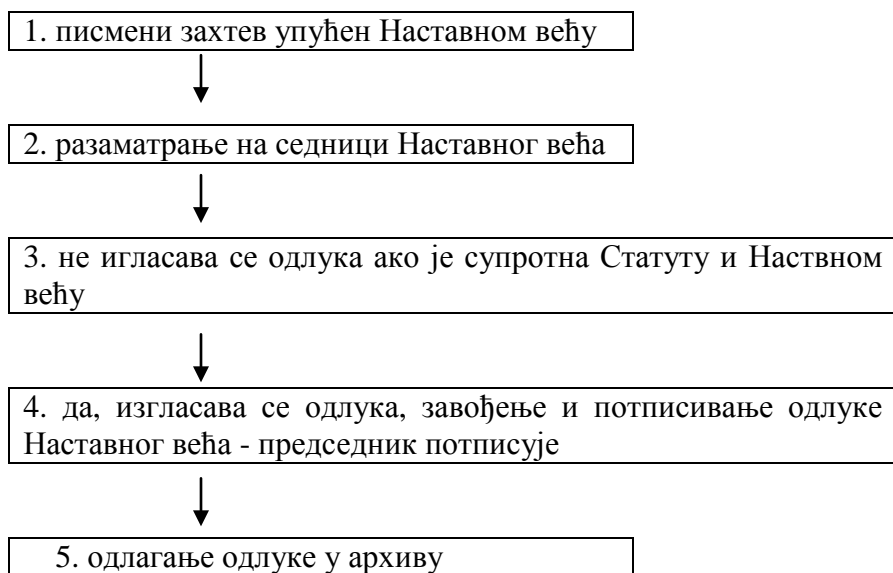 1. писмени захтев упућен Наставном већу
2. разаматрање на седници Наставног већа
3. не игласава се одлука ако је супротна Статуту и Наствном
већу
4. да, изгласава се одлука, завођење и потписивање одлуке
Наставног већа - председник потписује
5. одлагање одлуке у архиву